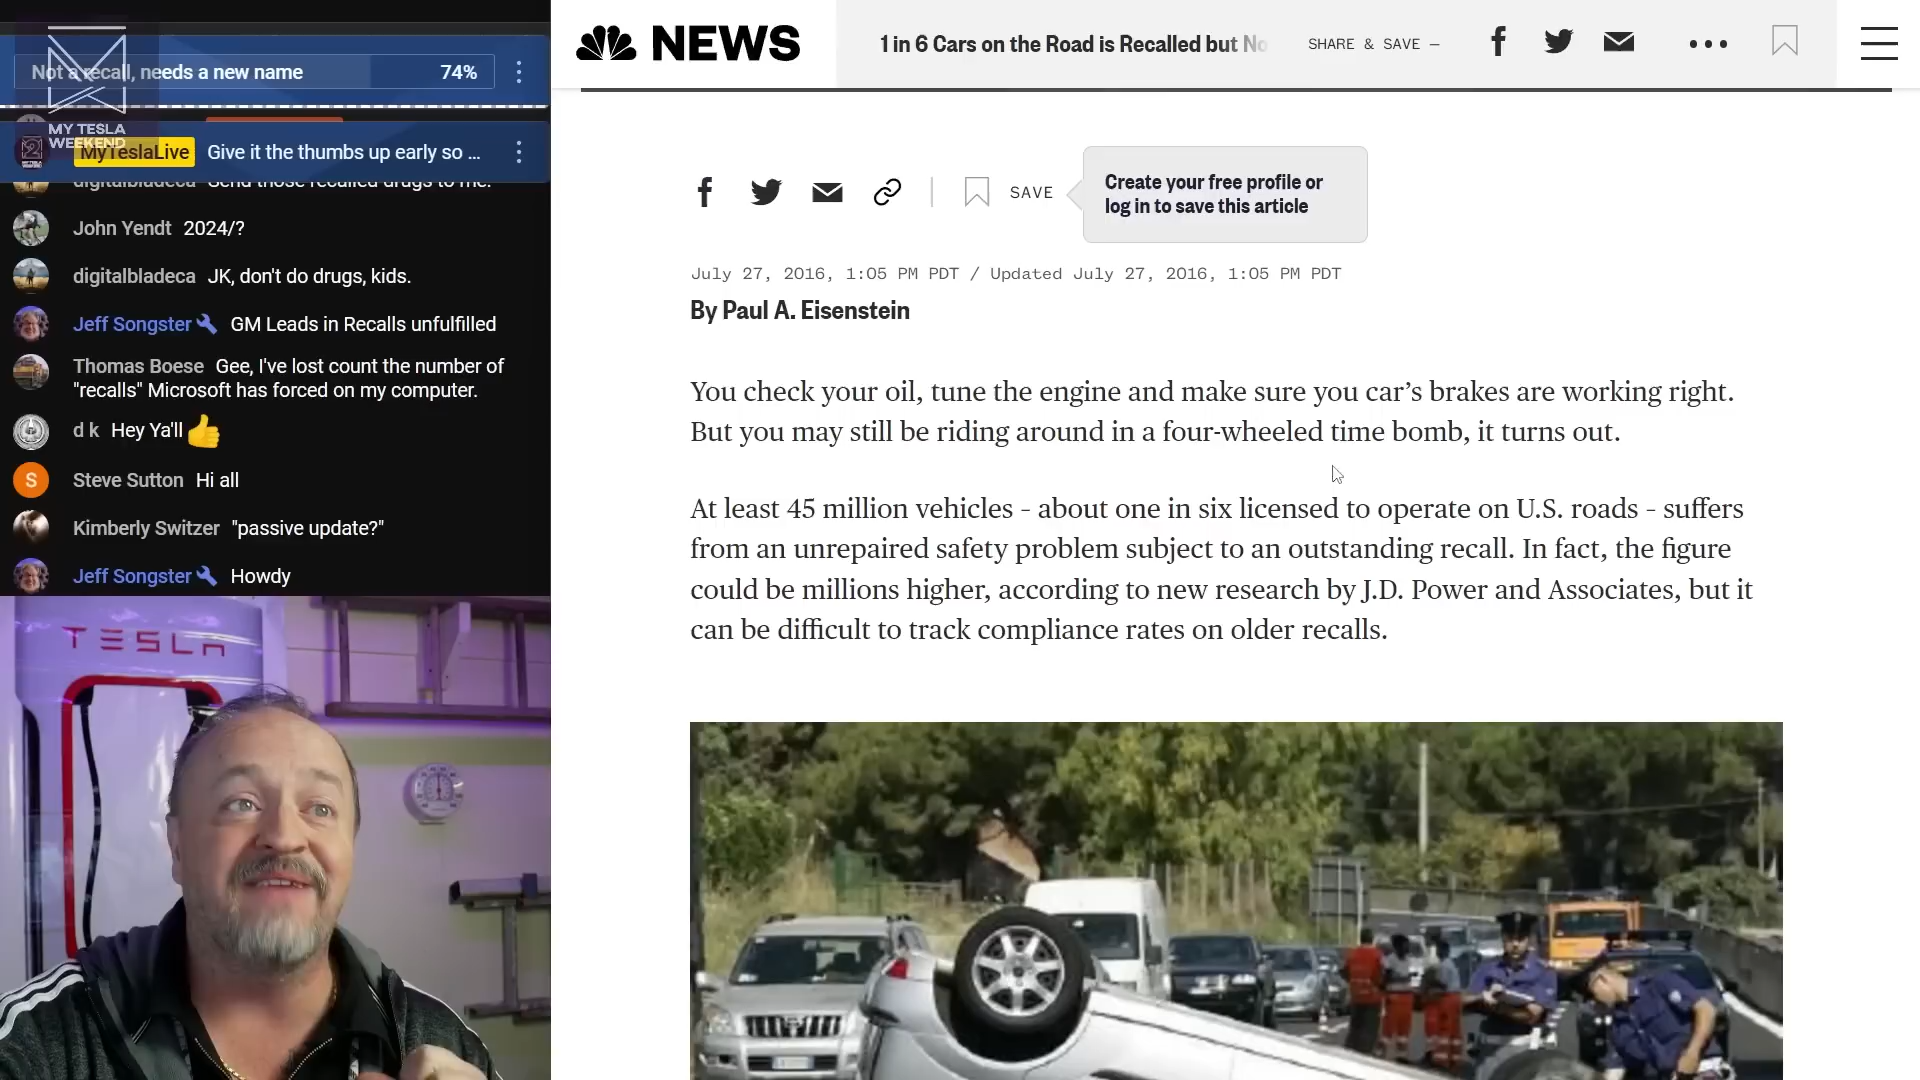 Not a recall, needs a new name 74%
MY TESLA
WEEKEND
MyTeslaLive Give it the thumbs up early so ...
digitalbladeca Send those recalled drugs to me.
John Yendt 2024/?
digitalbladeca JK, don't do drugs, kids.
Jeff Songster GM Leads in Recalls unfulfilled
Thomas Boese Gee, I've lost count the number of
"recalls" Microsoft has forced on my computer.
d k Hey Ya'll
S Steve Sutton Hi all
Kimberly Switzer "passive update?"
Jeff Songster Howdy
TESLA
NEWS
1 in 6 Cars on the Road is Recalled but No
SHARE & SAVE —
SAVE
Create your free profile or
log in to save this article
July 27, 2016, 1:05 PM PDT / Updated July 27, 2016, 1:05 PM PDT
By Paul A. Eisenstein
You check your oil, tune the engine and make sure you car’s brakes are working right.
But you may still be riding around in a four-wheeled time bomb, it turns out.
At least 45 million vehicles - about one in six licensed to operate on U.S. roads - suffers
from an unrepaired safety problem subject to an outstanding recall. In fact, the figure
could be millions higher, according to new research by J.D. Power and Associates, but it
can be difficult to track compliance rates on older recalls.